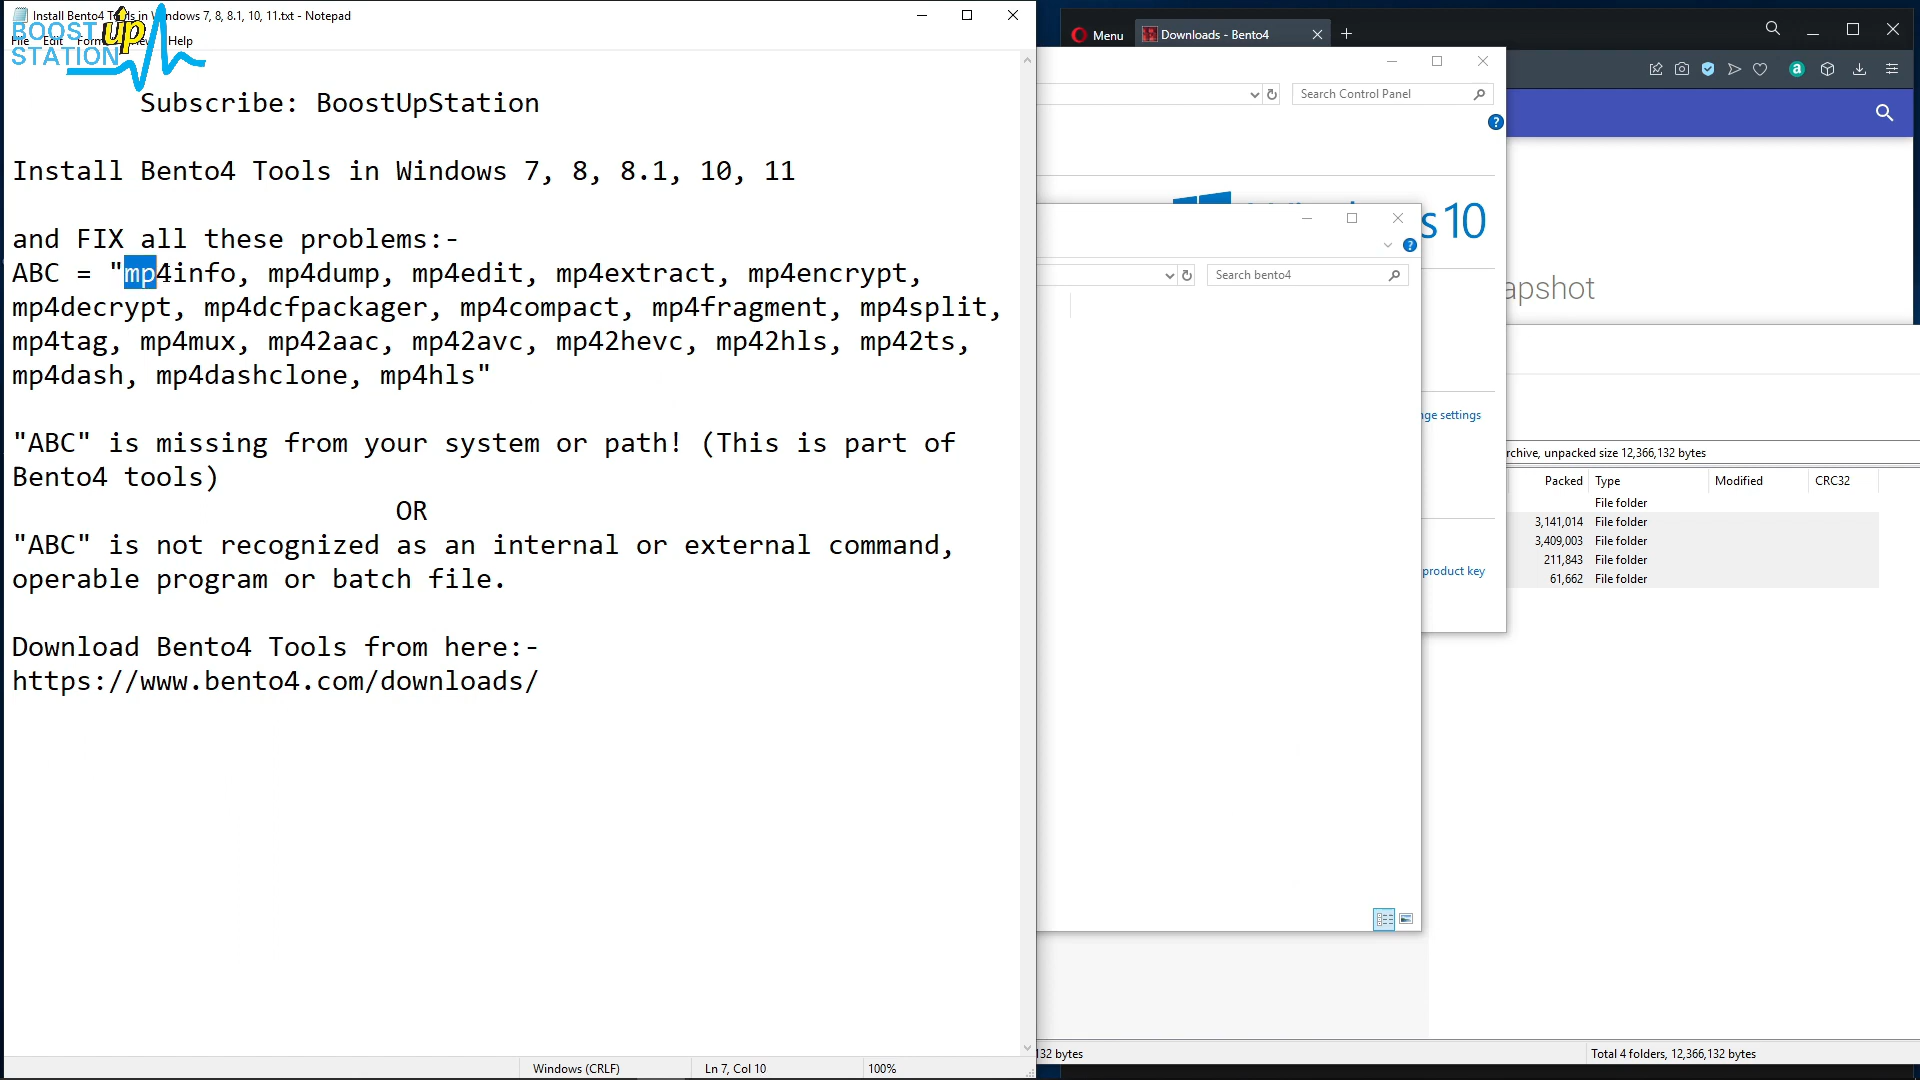 Install Bento4 Tools in Windows 7, 8, 8.1, 10, 11.txt - Notepad
File Edit Format View Help
BOOST up
STATION
Subscribe: BoostUpStation
Install Bento4 Tools in Windows 7, 8, 8.1, 10, 11
and FIX all these problems:-
ABC = "mp4info, mp4dump, mp4edit, mp4extract, mp4encrypt,
mp4decrypt, mp4dcfpackager, mp4compact, mp4fragment, mp4split,
mp4tag, mp4mux, mp42aac, mp42avc, mp42hevc, mp42hls, mp42ts,
mp4dash, mp4dashclone, mp4hls"
"ABC" is missing from your system or path! (This is part of
Bento4 tools)
OR
"ABC" is not recognized as an internal or external command,
operable program or batch file.
Download Bento4 Tools from here:-
https://www.bento4.com/downloads/
Windows (CRLF)
Ln 7, Col 10
100%
Menu
Downloads - Bento4
a
Search Control Panel
s 10
Search bento4
apshot
nge settings
product key
rchive, unpacked size 12,366,132 bytes
Packed Type Modified CRC32
File folder
3,141,014 File folder
3,409,003 File folder
211,843 File folder
61,662 File folder
132 bytes
Total 4 folders, 12,366,132 bytes